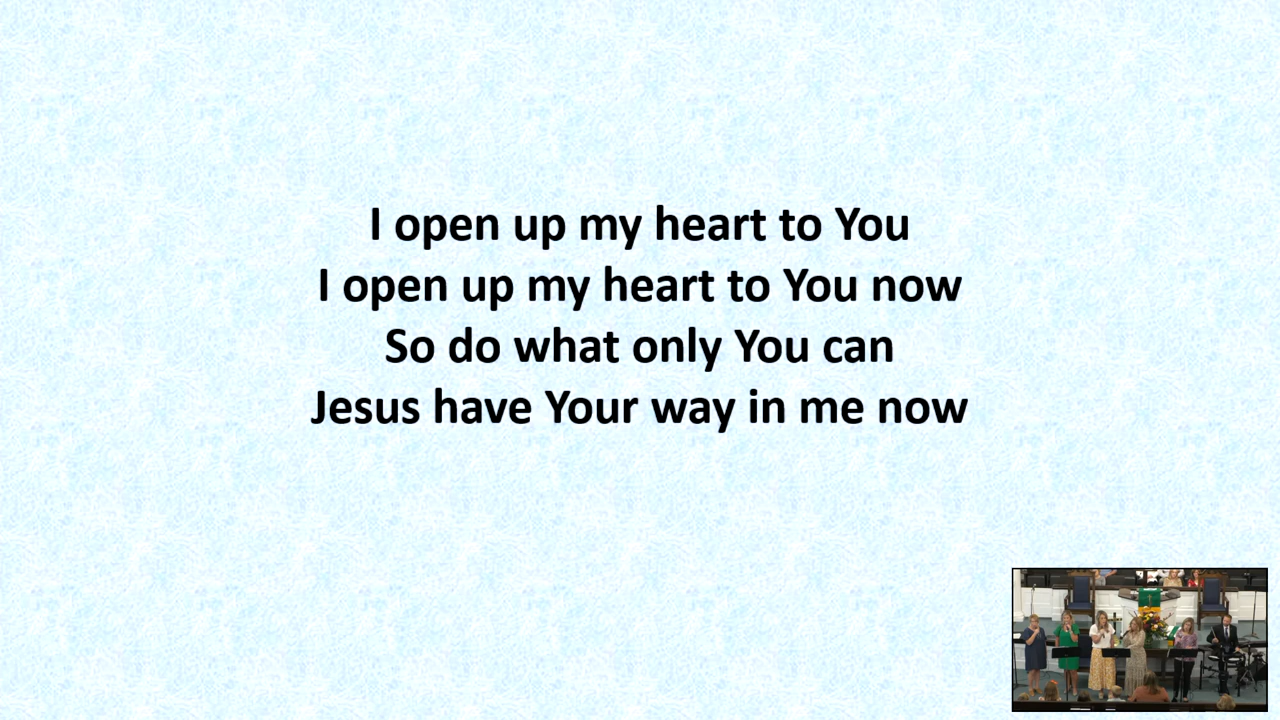 I open up my heart to You
I open up my heart to You now
So do what only You can
Jesus have Your way in me now